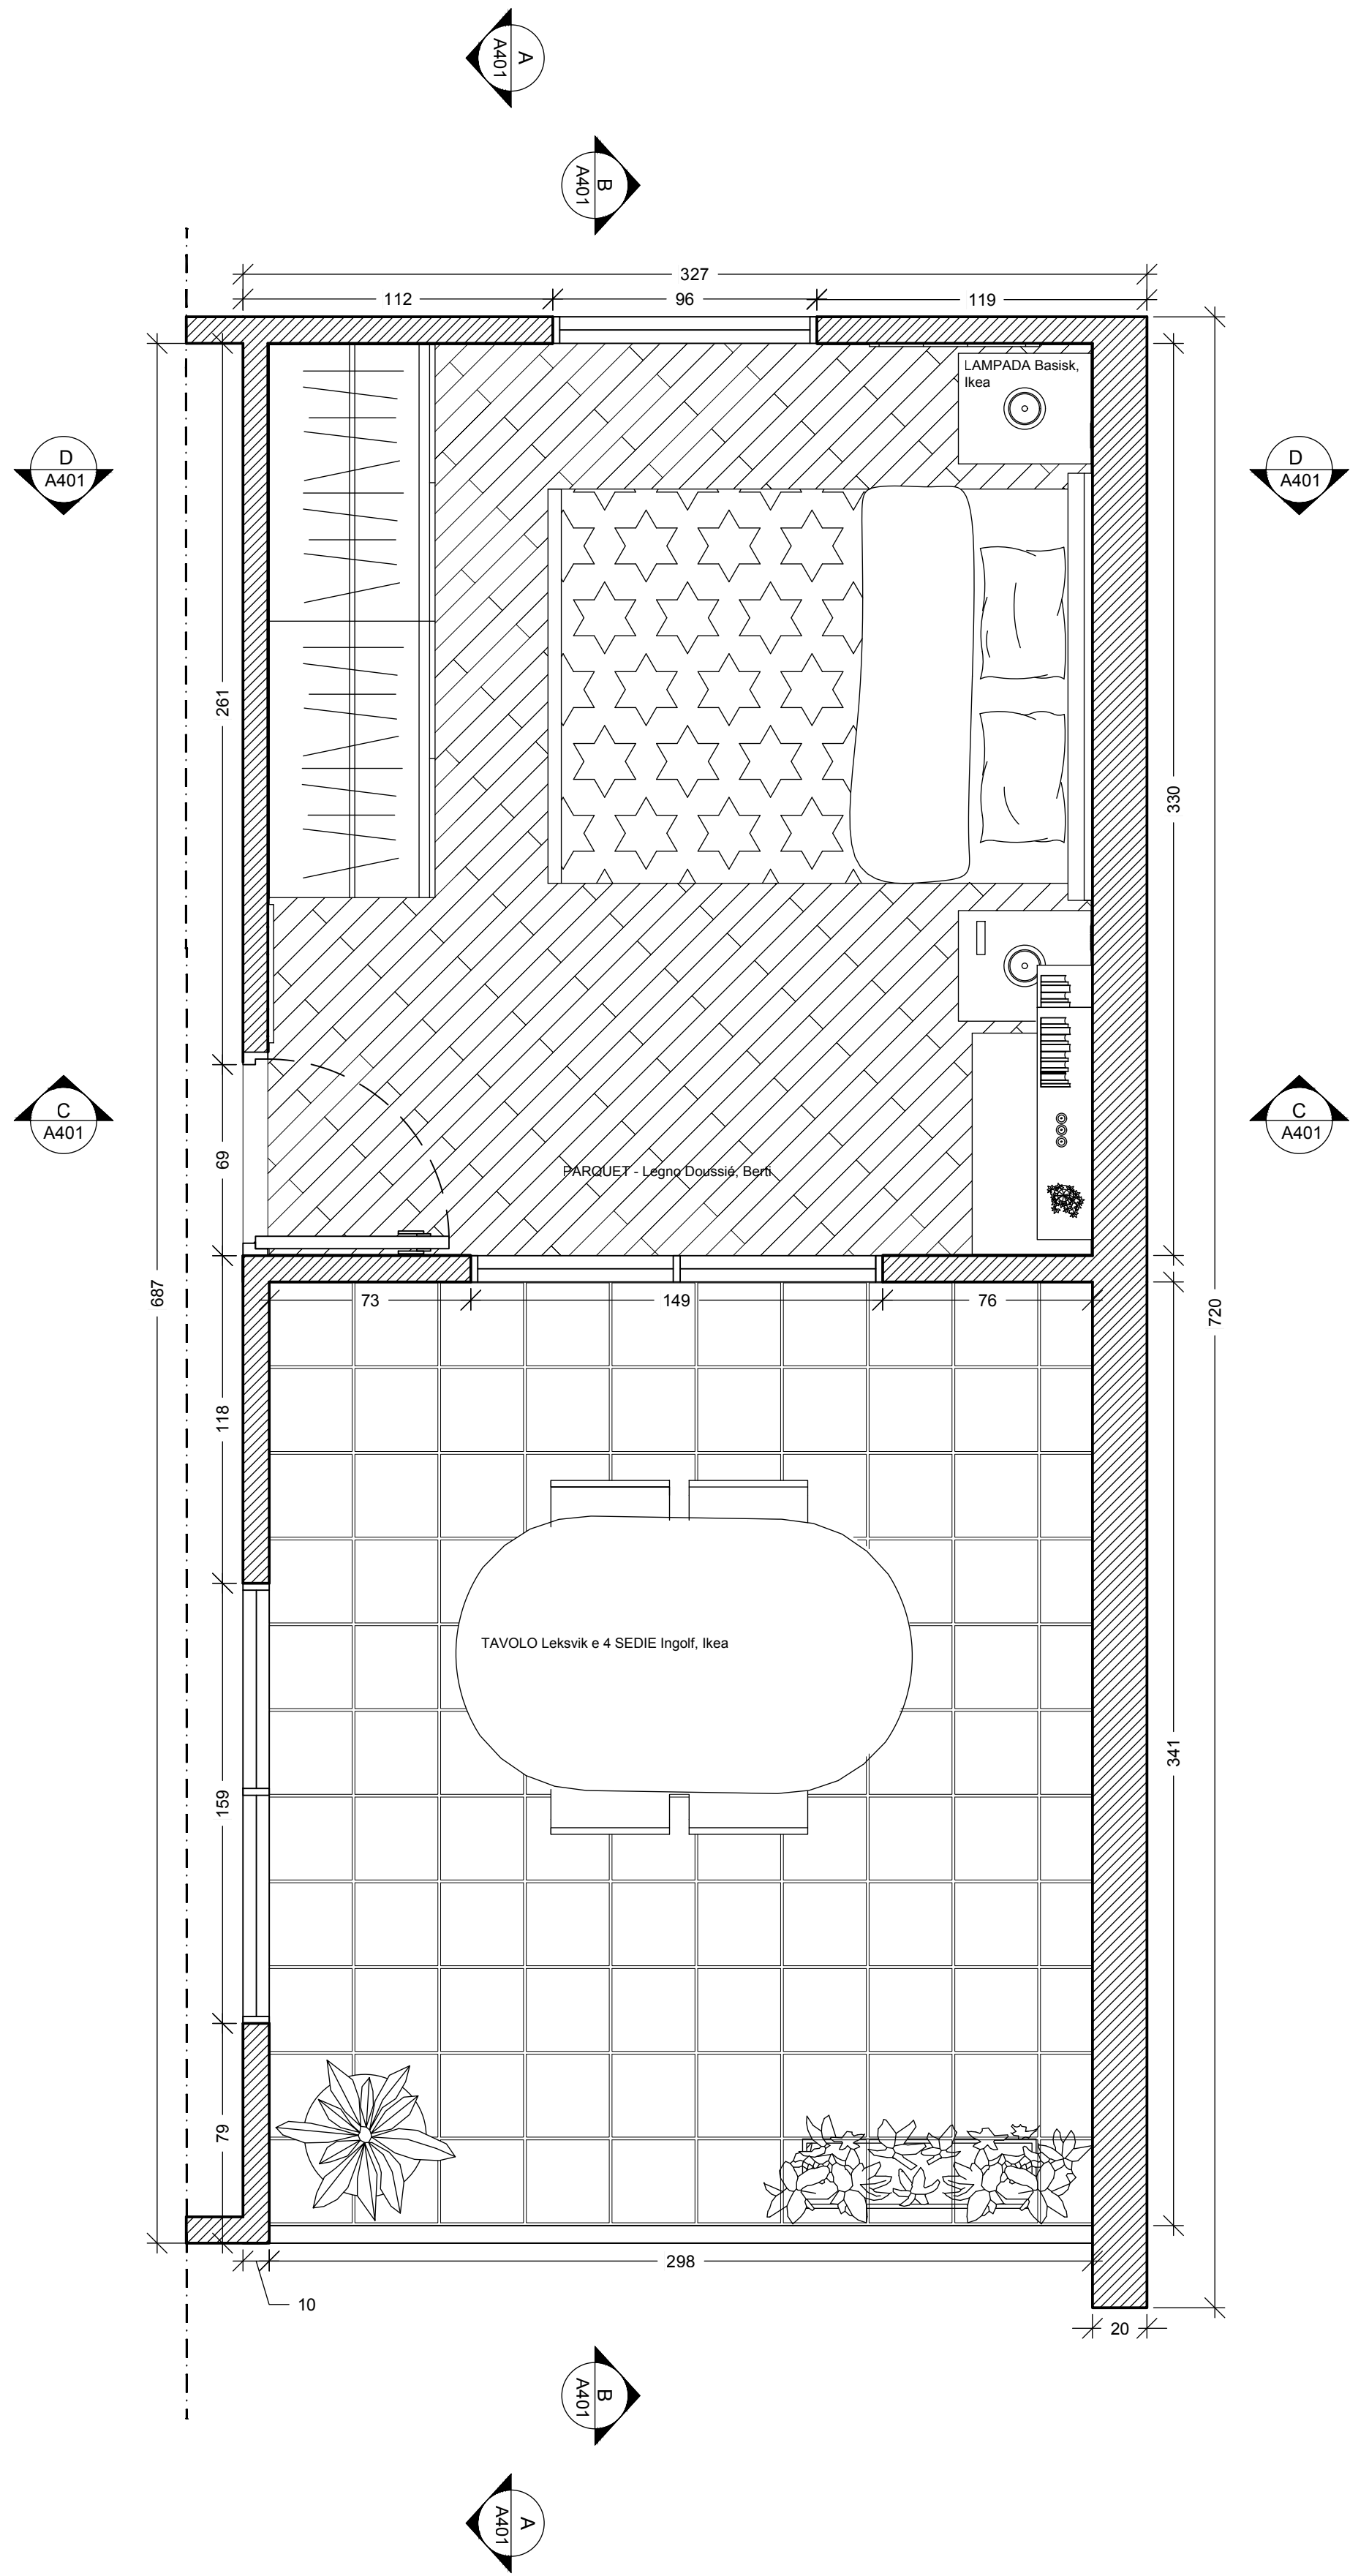 A
A401
B
A401
327
112
96
119
LAMPADA Basisk,
Ikea
D
A401
D
A401
261
330
C
A401
C
A401
69
PARQUET - Legno Doussié, Berti
687
73
149
76
720
118
TAVOLO Leksvik e 4 SEDIE Ingolf, Ikea
341
159
79
298
10
20
B
A401
A
A401